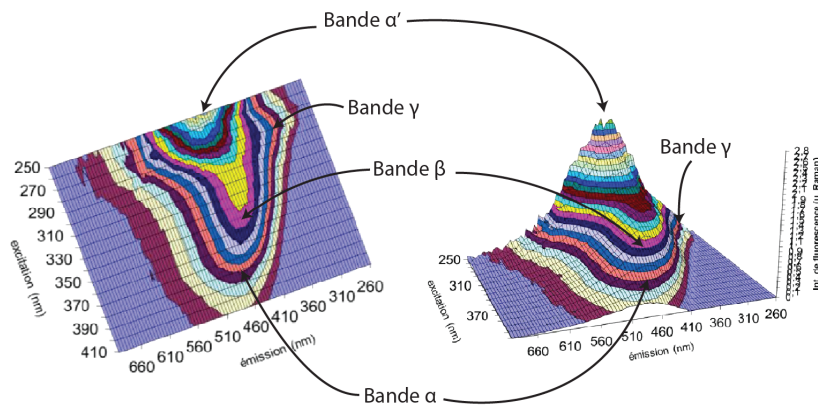 Bande α’
Bande γ
Bande β
Bande γ
Bande α
250
270
290
310
330
350
370
390
410
excitation (nm)
660 610 560 510 460 410 360 310 260
émission (nm)
250
310
370
excitation (nm)
660 610 560 510 460 410 360 310 260
émission (nm)
2.8
Int. de fluorescence (u. Raman)
0